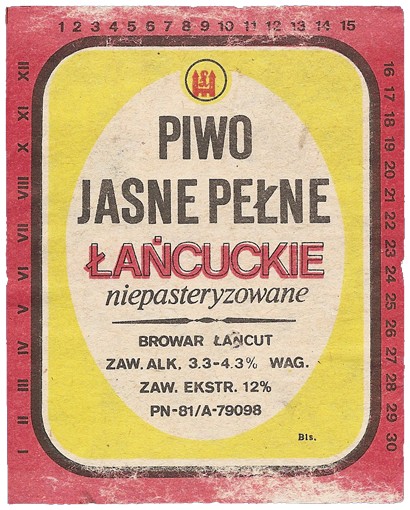 1 2 3 4 5 6 7 8 9 10 11 12 13 14 15
16 17 18 19 20 21 22 23 24 25 26 27 28 29 30
I II III IV V VI VII VIII IX X XI XII
PIWO
JASNE PEŁNE
ŁAŃCUCKIE
niepasteryzowane
BROWAR ŁAŃCUT
ZAW. ALK. 3.3-4.3% WAG.
ZAW. EKSTR. 12%
PN-81/A-79098
Bis.